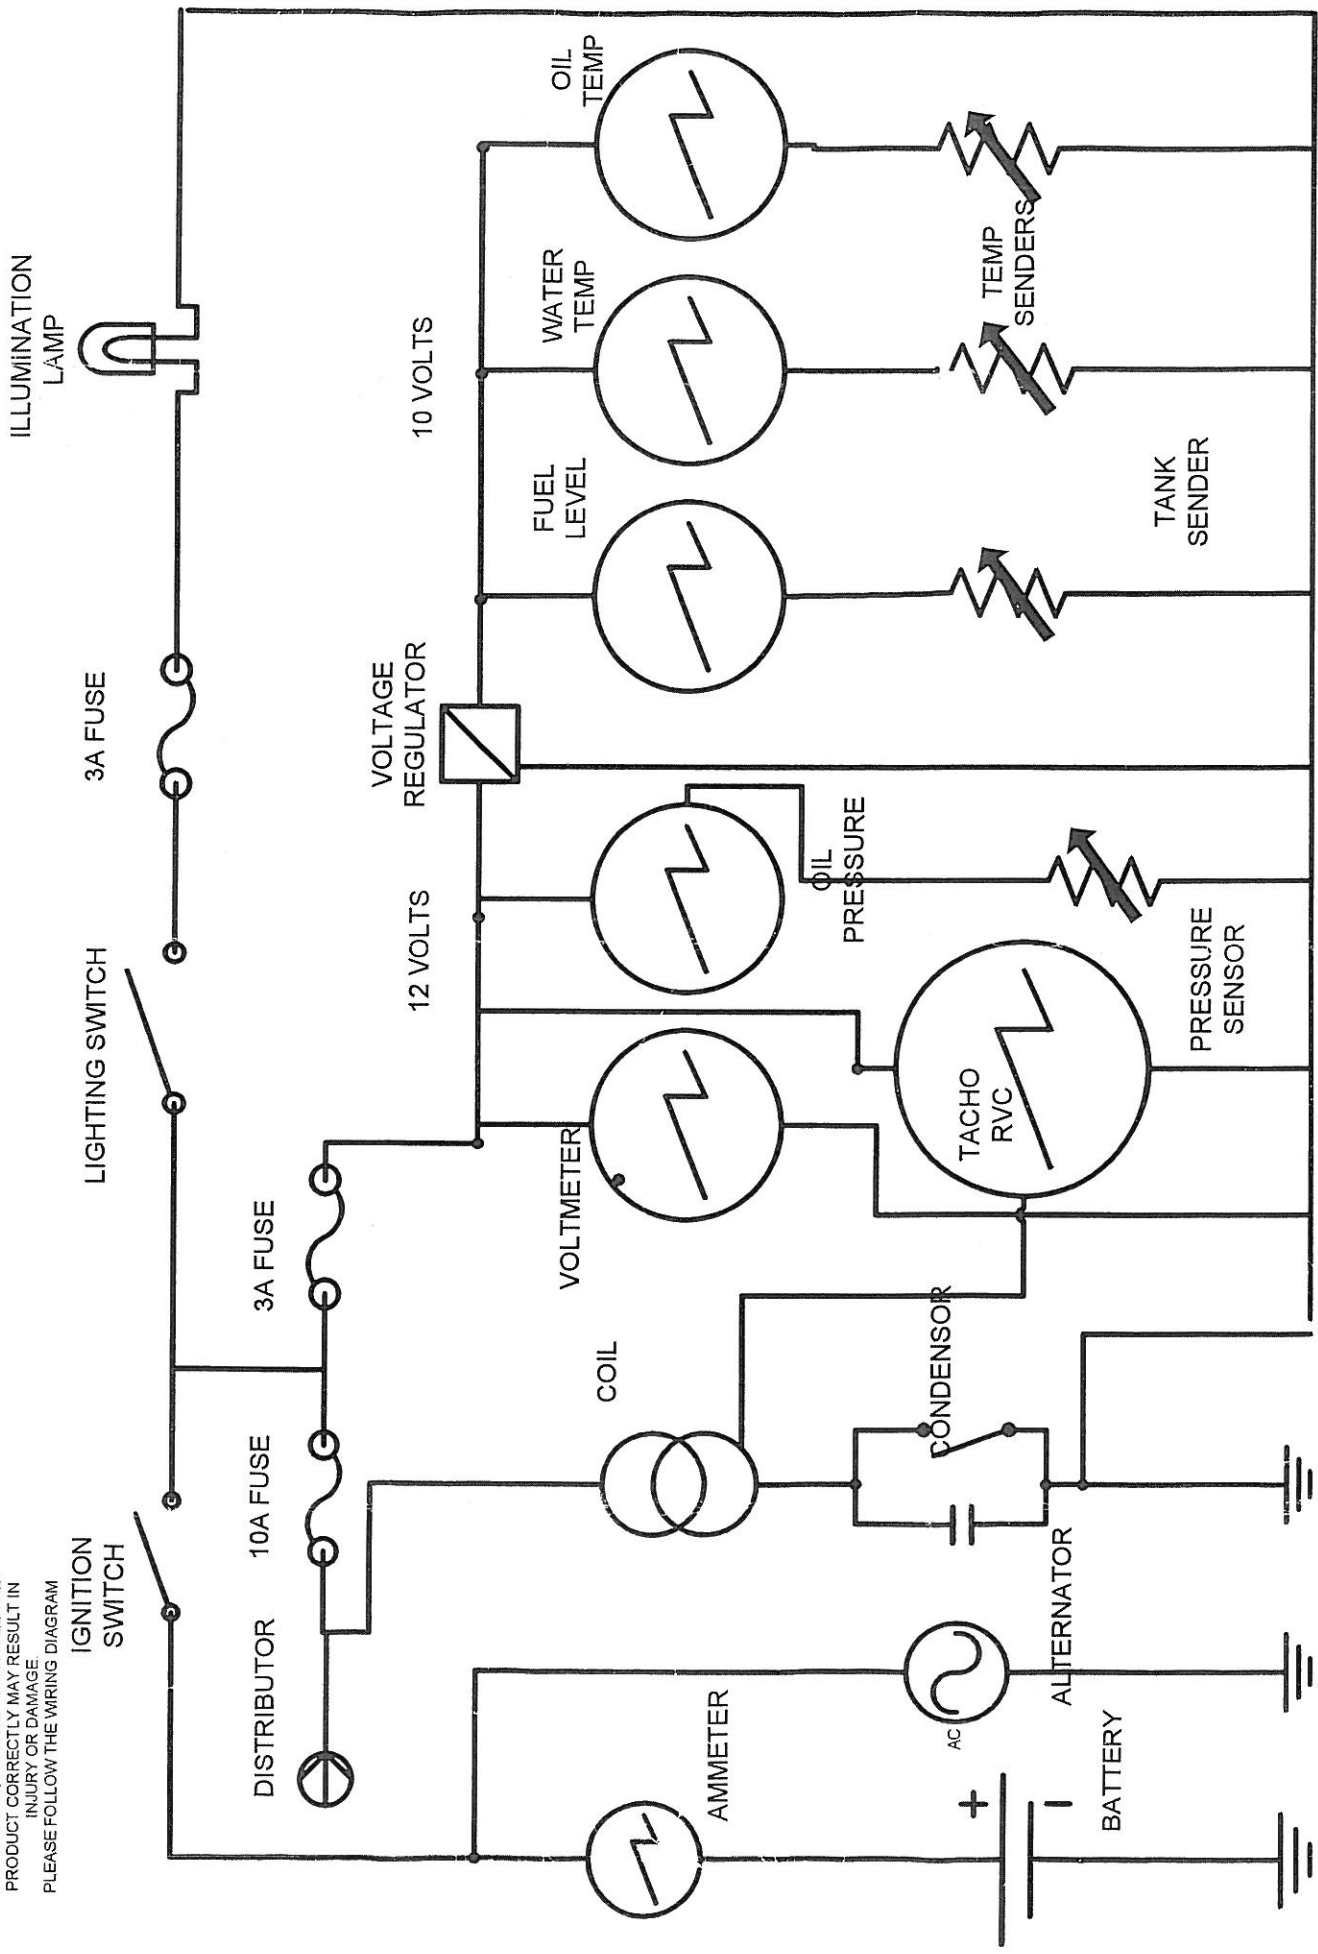 PRODUCT CORRECTLY MAY RESULT IN
INJURY OR DAMAGE.
PLEASE FOLLOW THE WIRING DIAGRAM
IGNITION
SWITCH
LIGHTING SWITCH
3A FUSE
ILLUMINATION
LAMP
DISTRIBUTOR
10A FUSE
3A FUSE
12 VOLTS
VOLTAGE
REGULATOR
10 VOLTS
AMMETER
COIL
VOLTMETER
OIL
PRESSURE
FUEL
LEVEL
WATER
TEMP
OIL
TEMP
AC
ALTERNATOR
CONDENSOR
TACHO
RVC
TEMP
SENDERS
+
-
BATTERY
PRESSURE
SENSOR
TANK
SENDER